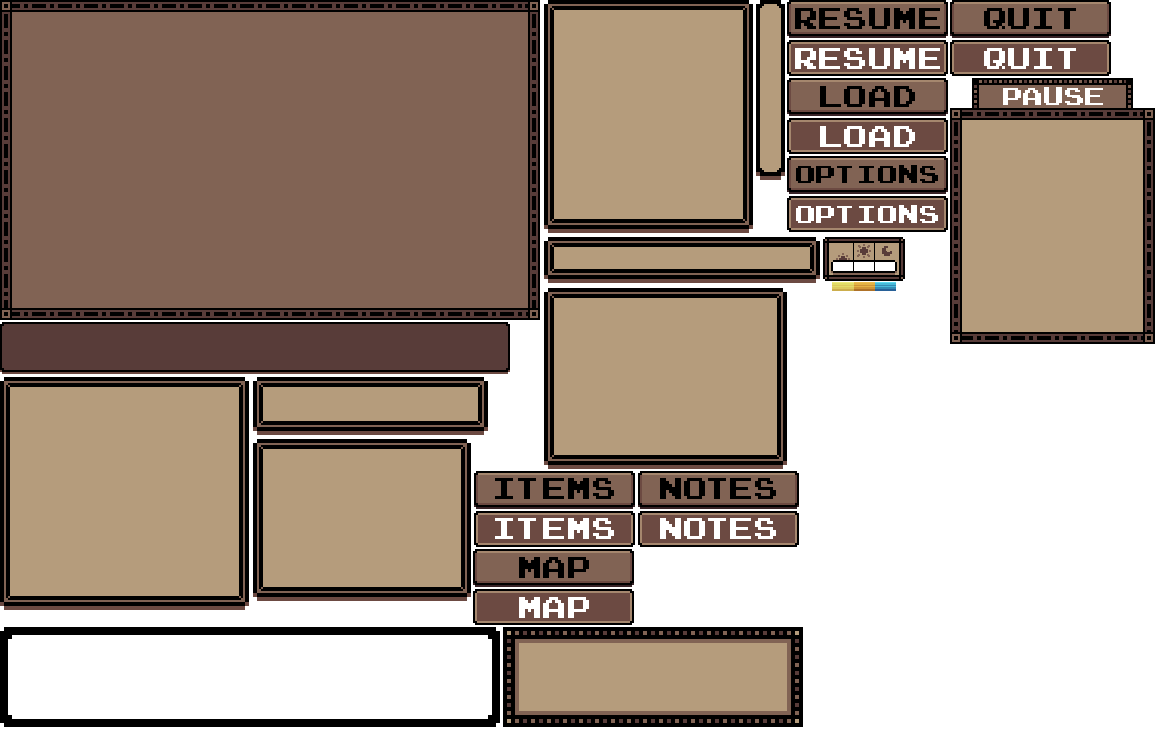 RESUME
QUIT
RESUME
QUIT
LOAD
PAUSE
LOAD
OPTIONS
OPTIONS
ITEMS
NOTES
ITEMS
NOTES
MAP
MAP